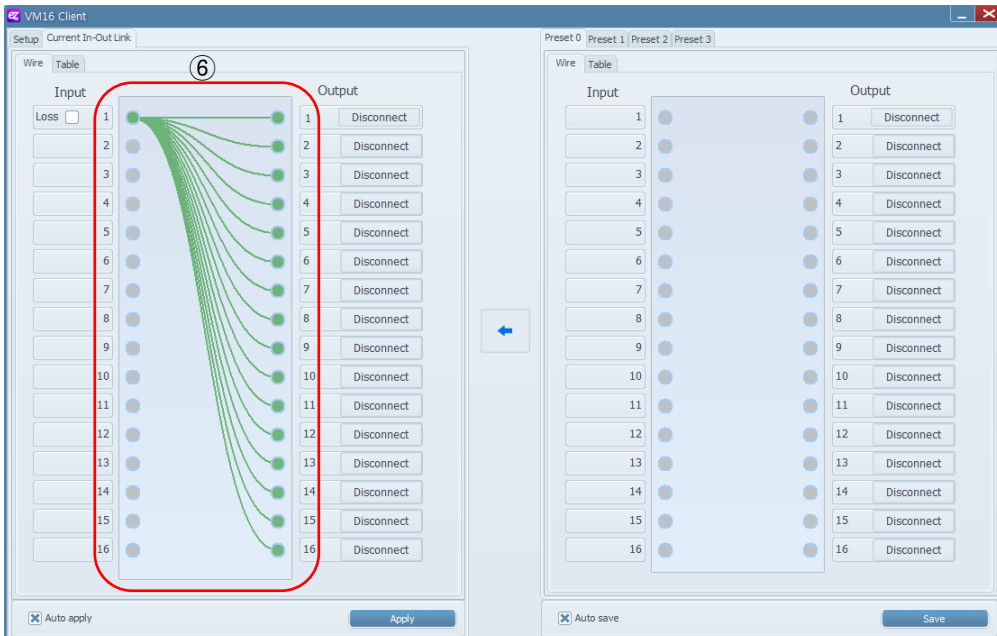 ez VM16 Client
Setup Current In-Out Link
Preset 0 Preset 1 Preset 2 Preset 3
Wire Table
⑥
Input Output
Loss 1 1 Disconnect
2 2 Disconnect
3 3 Disconnect
4 4 Disconnect
5 5 Disconnect
6 6 Disconnect
7 7 Disconnect
8 8 Disconnect
9 9 Disconnect
10 10 Disconnect
11 11 Disconnect
12 12 Disconnect
13 13 Disconnect
14 14 Disconnect
15 15 Disconnect
16 16 Disconnect
Auto apply Apply
Wire Table
Input Output
1 1 Disconnect
2 2 Disconnect
3 3 Disconnect
4 4 Disconnect
5 5 Disconnect
6 6 Disconnect
7 7 Disconnect
8 8 Disconnect
9 9 Disconnect
10 10 Disconnect
11 11 Disconnect
12 12 Disconnect
13 13 Disconnect
14 14 Disconnect
15 15 Disconnect
16 16 Disconnect
Auto save Save